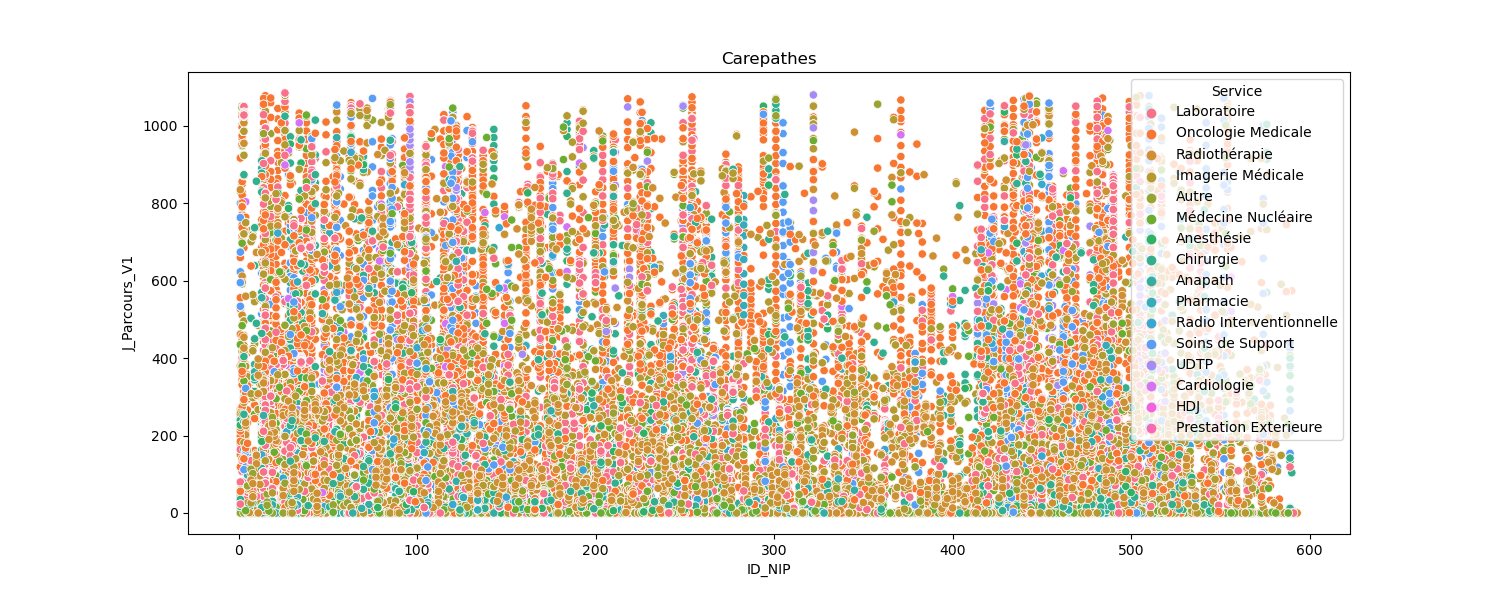 Carepathes
J_Parcours_V1
1000
800
600
400
200
0
0 100 200 300 400 500 600
ID_NIP
Service
Laboratoire
Oncologie Medicale
Radiothérapie
Imagerie Médicale
Autre
Médecine Nucléaire
Anesthésie
Chirurgie
Anapath
Pharmacie
Radio Interventionnelle
Soins de Support
UDTP
Cardiologie
HDJ
Prestation Exterieure